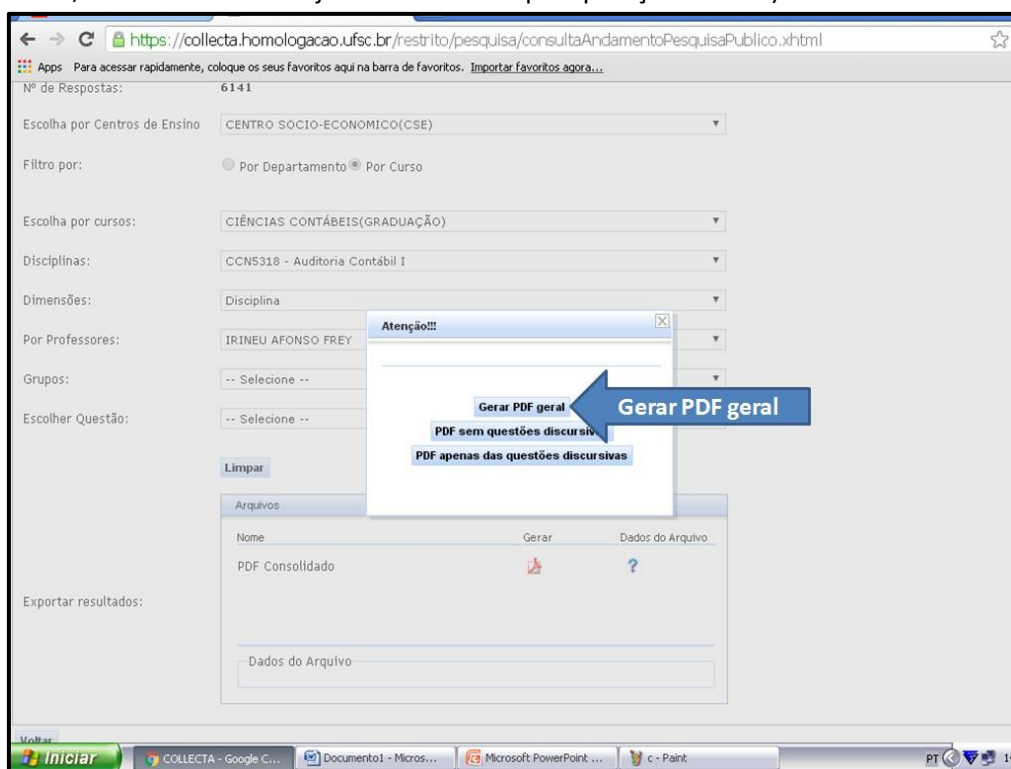 https://collecta.homologacao.ufsc.br/restrito/pesquisa/consultaAndamentoPesquisaPublico.xhtml
Apps Para acessar rapidamente, coloque os seus favoritos aqui na barra de favoritos. Importar favoritos agora...
Nº de Respostas: 6141
Escolha por Centros de Ensino CENTRO SOCIO-ECONOMICO(CSE)
Filtro por: Por Departamento Por Curso
Escolha por cursos: CIÊNCIAS CONTÁBEIS(GRADUAÇÃO)
Disciplinas: CCN5318 - Auditoria Contábil I
Dimensões: Disciplina
Atenção!!!
Por Professores: IRINEU AFONSO FREY
Grupos: -- Selecione --
Gerar PDF geral
Gerar PDF geral
Escolher Questão: -- Selecione --
PDF sem questões
PDF apenas das questões discursivas
Limpar
Arquivos
Nome Gerar Dados do Arquivo
PDF Consolidado ?
Exportar resultados:
Dados do Arquivo
Voltar
Iniciar COLLECTA - Google C... Documento1 - Micros... Microsoft PowerPoint ... c - Paint PT